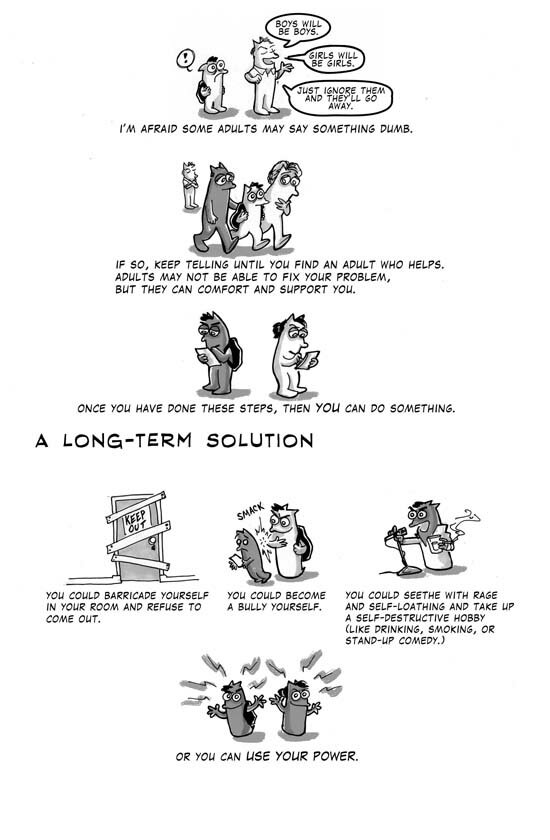 !
BOYS WILL
BE BOYS.
GIRLS WILL
BE GIRLS.
JUST IGNORE THEM
AND THEY'LL GO
AWAY.
I'M AFRAID SOME ADULTS MAY SAY SOMETHING DUMB.
IF SO, KEEP TELLING UNTIL YOU FIND AN ADULT WHO HELPS.
ADULTS MAY NOT BE ABLE TO FIX YOUR PROBLEM,
BUT THEY CAN COMFORT AND SUPPORT YOU.
ONCE YOU HAVE DONE THESE STEPS, THEN YOU CAN DO SOMETHING.
A LONG-TERM SOLUTION
KEEP
OUT
YOU COULD BARRICADE YOURSELF
IN YOUR ROOM AND REFUSE TO
COME OUT.
SMACK
YOU COULD BECOME
A BULLY YOURSELF.
YOU COULD SEETHE WITH RAGE
AND SELF-LOATHING AND TAKE UP
A SELF-DESTRUCTIVE HOBBY
(LIKE DRINKING, SMOKING, OR
STAND-UP COMEDY.)
OR YOU CAN USE YOUR POWER.